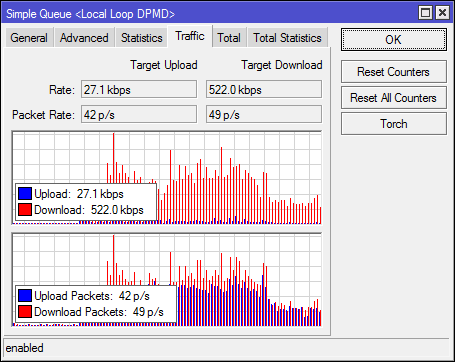 Simple Queue <Local Loop DPMD>
General Advanced Statistics Traffic Total Total Statistics
OK
Reset Counters
Reset All Counters
Torch
Target Upload Target Download
Rate: 27.1 kbps 522.0 kbps
Packet Rate: 42 p/s 49 p/s
Upload: 27.1 kbps
Download: 522.0 kbps
Upload Packets: 42 p/s
Download Packets: 49 p/s
enabled